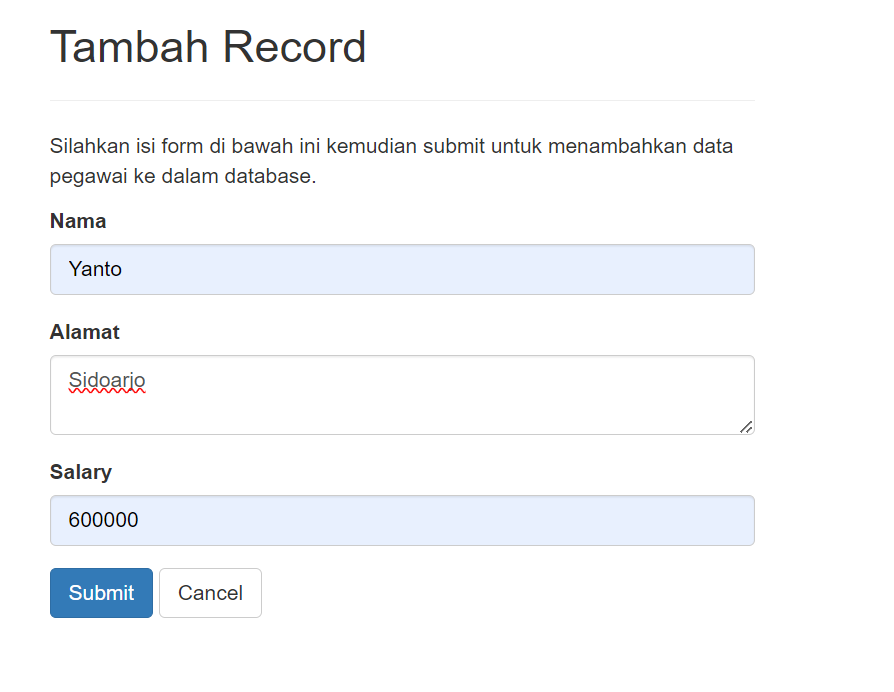 Tambah Record
Silahkan isi form di bawah ini kemudian submit untuk menambahkan data
pegawai ke dalam database.
Nama
Yanto
Alamat
Sidoarjo
Salary
600000
Submit Cancel